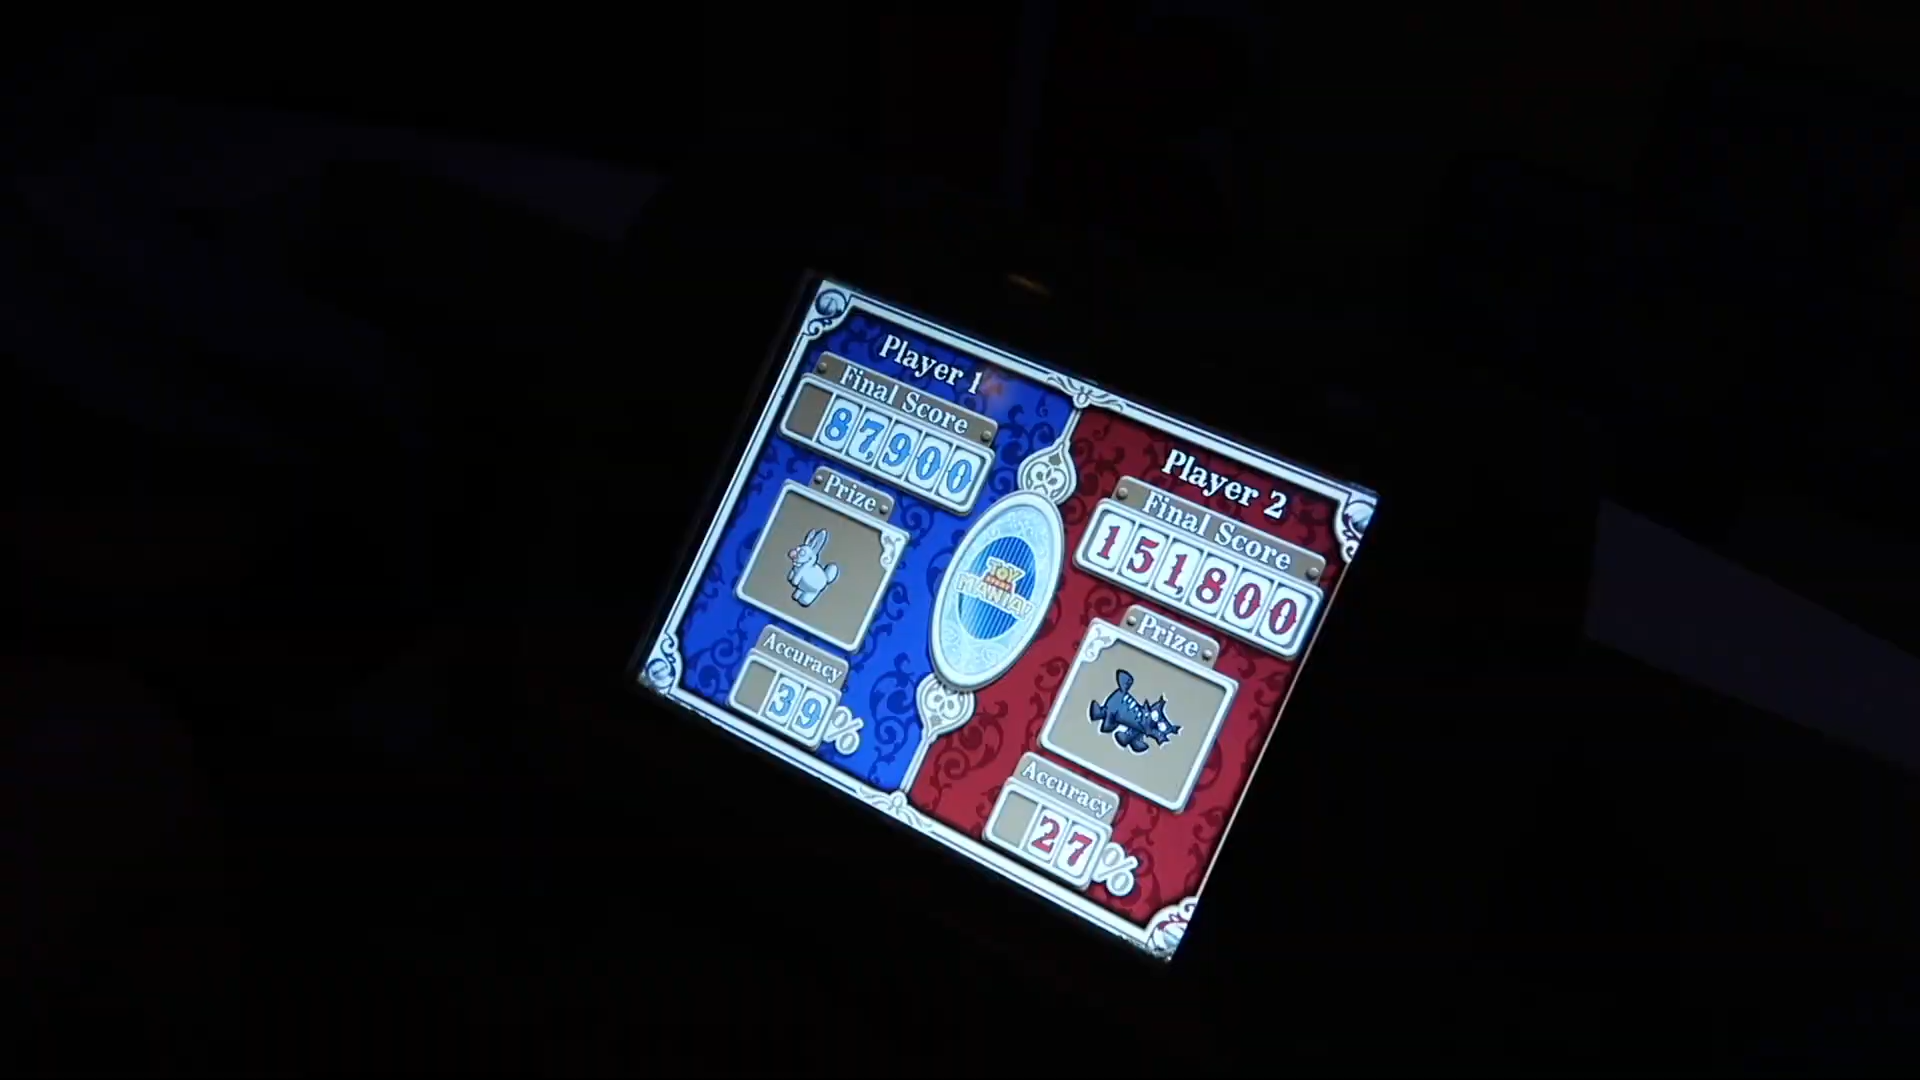 Player 1
Final Score
87,900
Prize
Accuracy
39%
TOY
STORY
MANIA!
Player 2
Final Score
151,800
Prize
Accuracy
27%